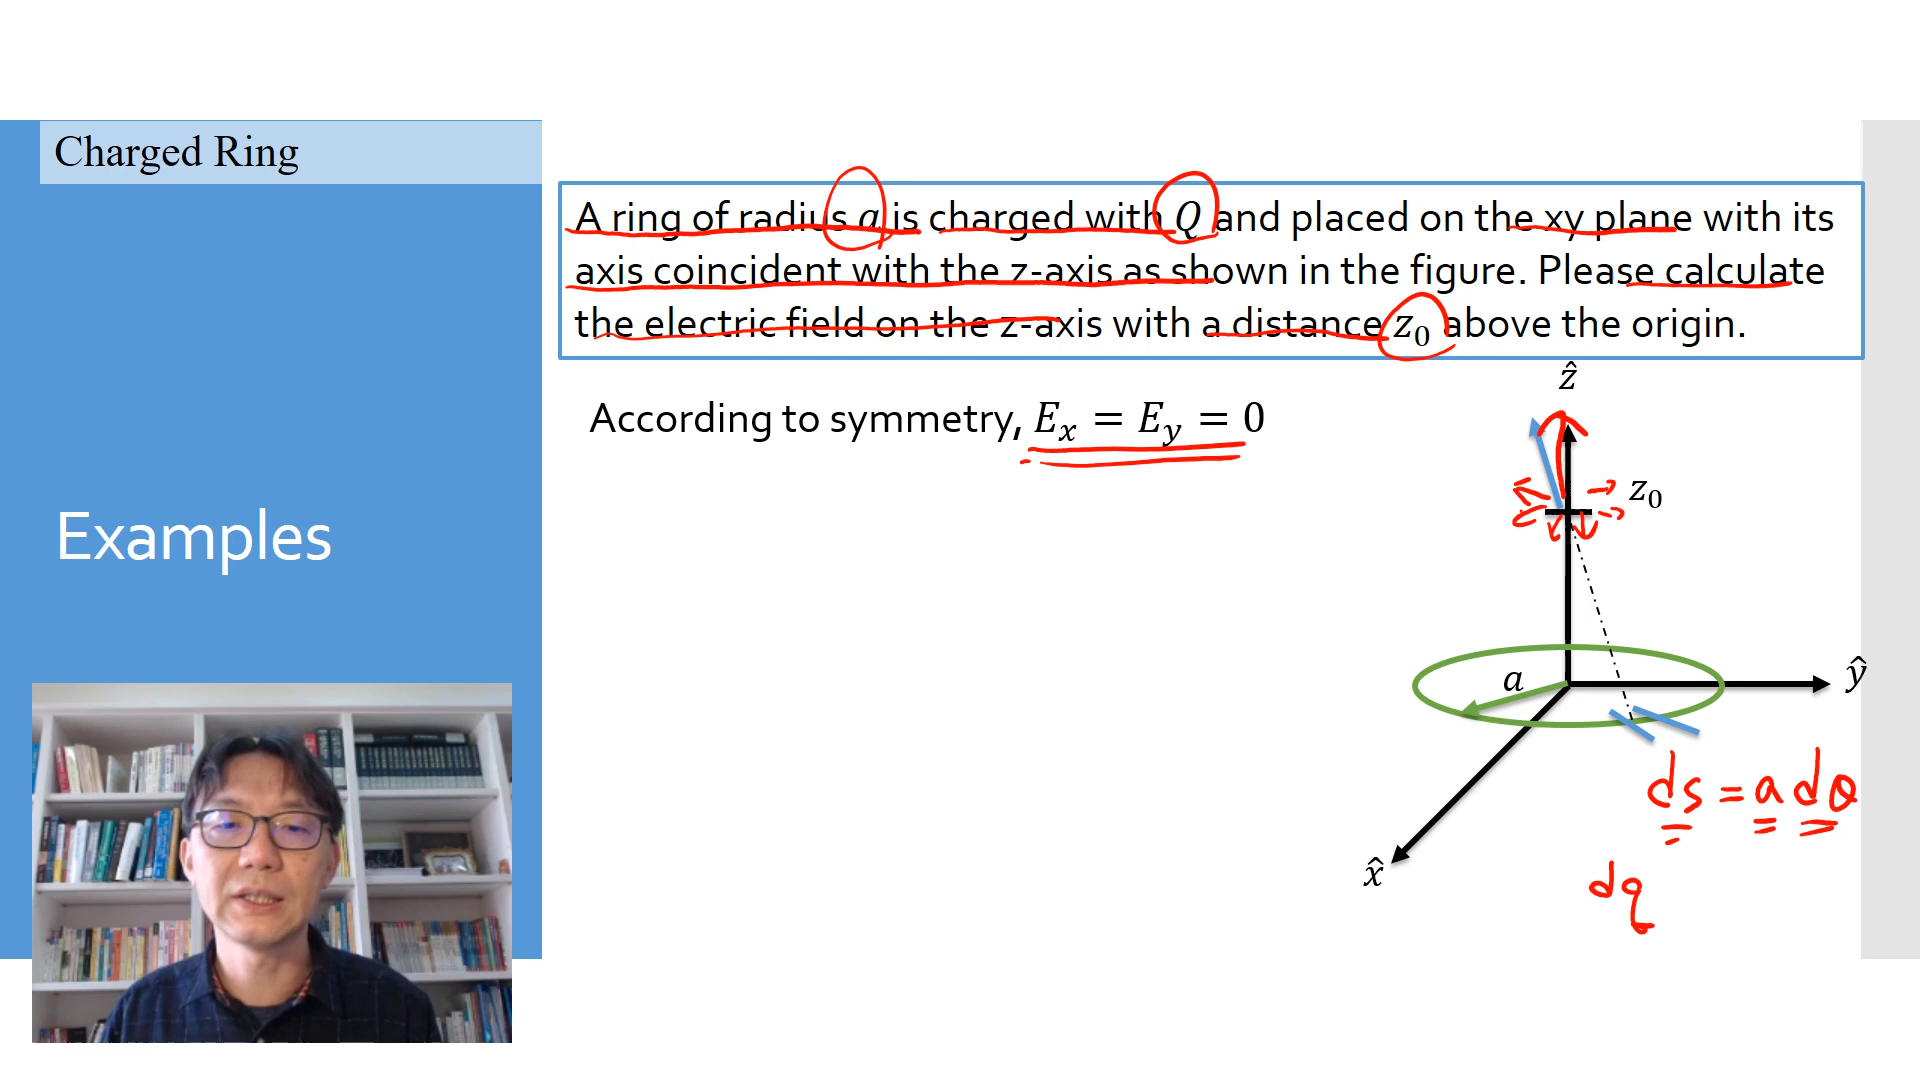 Charged Ring
Examples
A ring of radius a is charged with Q and placed on the xy plane with its
axis coincident with the z-axis as shown in the figure. Please calculate
the electric field on the z-axis with a distance z₀ above the origin.
According to symmetry, Eₓ = E_y = 0
ẑ
z₀
a
ŷ
ds = a dθ
x̂
dq